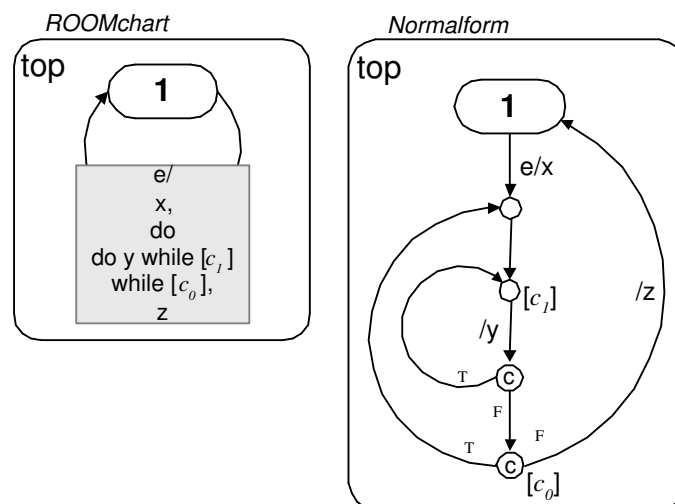 ROOMchart
top
1
e/
x,
do
do y while [c₁]
while [c₀],
z
Normalform
top
1
e/x
[c₁]
/z
/y
T
C
F
T
F
C
[c₀]